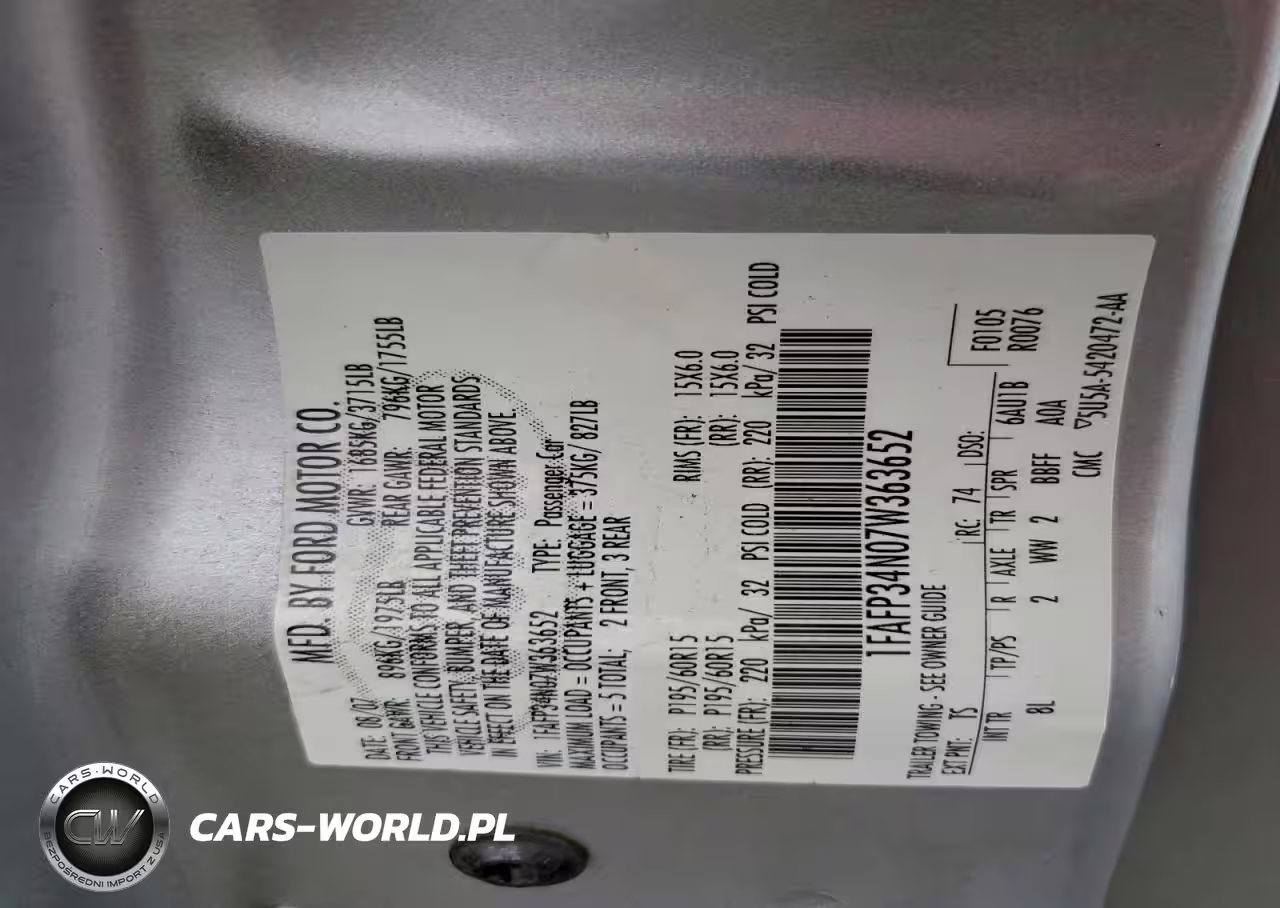 MFD. BY FORD MOTOR CO.
DATE: 08/07 GVWR: 1685KG/3715LB
FRONT GAWR: 896KG/1975LB REAR GAWR: 796KG/1755LB
THIS VEHICLE CONFORMS TO ALL APPLICABLE FEDERAL MOTOR
VEHICLE SAFETY, BUMPER, AND THEFT PREVENTION STANDARDS
IN EFFECT ON THE DATE OF MANUFACTURE SHOWN ABOVE.
VIN: 1FAFP34N07W363652 TYPE: Passenger Car
MAXIMUM LOAD = OCCUPANTS + LUGGAGE = 375KG/ 827LB
OCCUPANTS = 5 TOTAL; 2 FRONT, 3 REAR
TIRE (FR): P195/60R15 RIMS (FR): 15X6.0
(RR): P195/60R15 (RR): 15X6.0
PRESSURE (FR): 220 kPa/ 32 PSI COLD (RR): 220 kPa/ 32 PSI COLD
1FAFP34N07W363652
TRAILER TOWING - SEE OWNER GUIDE
EXT PNT: TS RC: 74 DSO: F0105
INT TR TP/PS R AXLE TR SPR 6AU1B R0076
8L 2 WW 2 BBFF A0A
CMC ▽5U5A-5420472-AA
CARS-WORLD
CW
BEZPOŚREDNI IMPORT Z USA
CARS-WORLD.PL